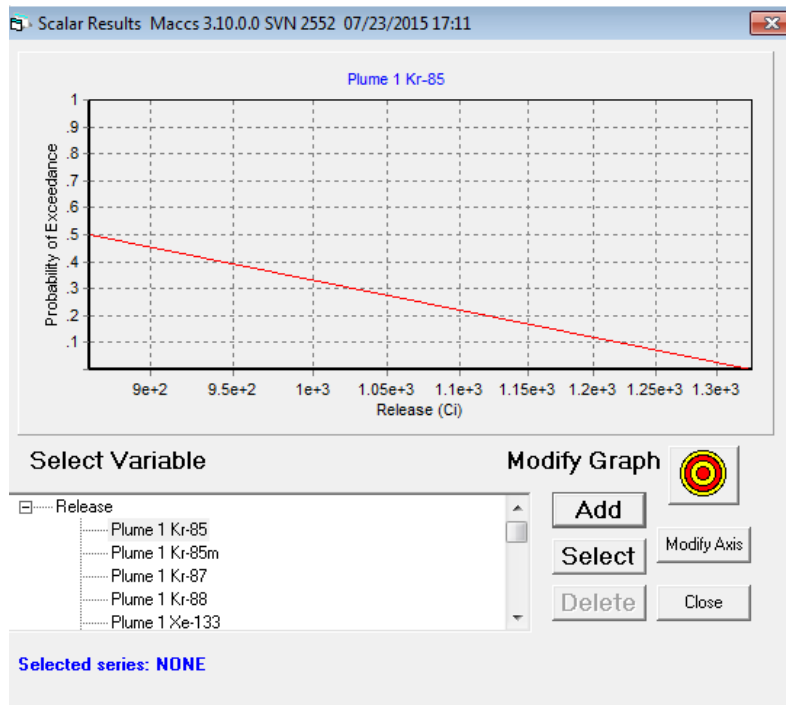 Scalar Results Maccs 3.10.0.0 SVN 2552 07/23/2015 17:11
Plume 1 Kr-85
Probability of Exceedance
1
.9
.8
.7
.6
.5
.4
.3
.2
.1
9e+2 9.5e+2 1e+3 1.05e+3 1.1e+3 1.15e+3 1.2e+3 1.25e+3 1.3e+3
Release (Ci)
Select Variable
Modify Graph
Release
Plume 1 Kr-85
Plume 1 Kr-85m
Plume 1 Kr-87
Plume 1 Kr-88
Plume 1 Xe-133
Add
Select
Delete
Modify Axis
Close
Selected series: NONE